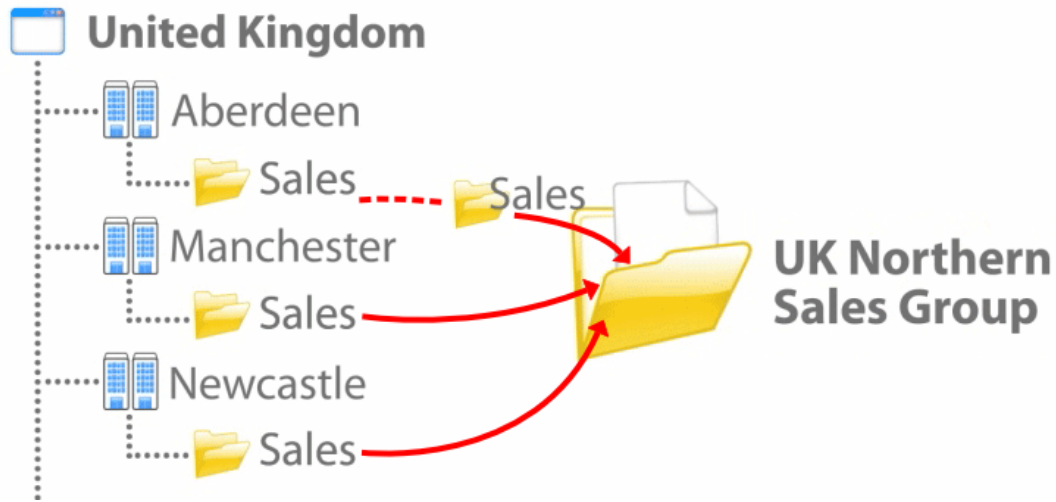 United Kingdom
Aberdeen
Sales
Sales
Manchester
Sales
Newcastle
Sales
UK Northern
Sales Group